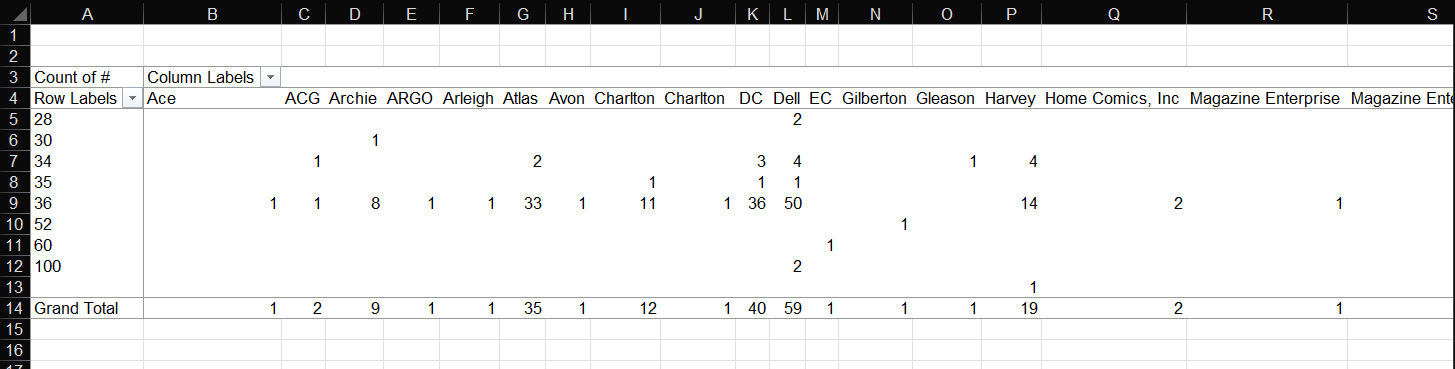 A B C D E F G H I J K L M N O P Q R S
1
2
3 Count of # Column Labels
4 Row Labels Ace ACG Archie ARGO Arleigh Atlas Avon Charlton Charlton DC Dell EC Gilberton Gleason Harvey Home Comics, Inc Magazine Enterprise Magazine Ente
5 28 2
6 30 1
7 34 1 2 3 4 1 4
8 35 1 1 1
9 36 1 1 8 1 1 33 1 11 1 36 50 14 2 1
10 52 1
11 60 1
12 100 2
13 1
14 Grand Total 1 2 9 1 1 35 1 12 1 40 59 1 1 1 19 2 1
15
16
17